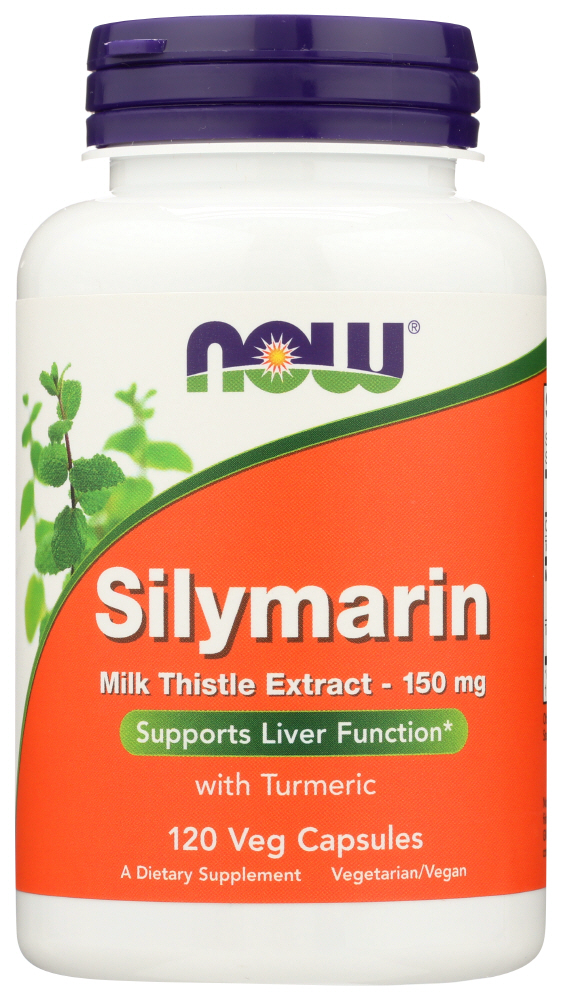 NOW®
Silymarin
Milk Thistle Extract - 150 mg
Supports Liver Function*
with Turmeric
120 Veg Capsules
A Dietary Supplement Vegetarian/Vegan